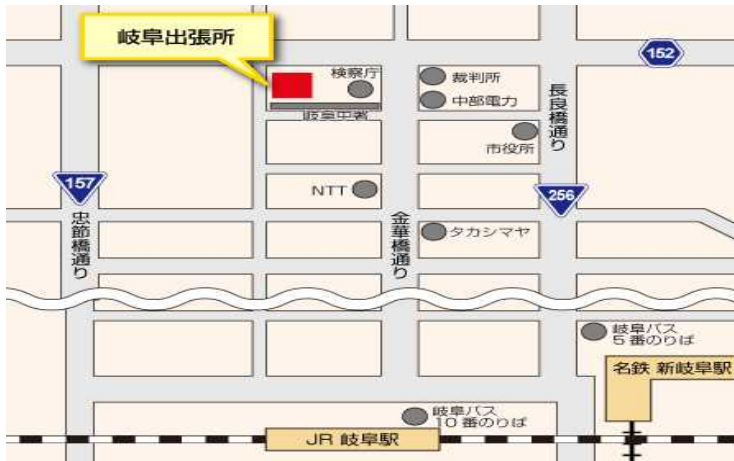 岐阜出張所
検察庁
岐阜中署
裁判所
中部電力
152
長良橋通り
市役所
NTT
157
忠節橋通り
金華橋通り
256
タカシマヤ
岐阜バス
5番のりば
名鉄 新岐阜駅
岐阜バス
10番のりば
JR 岐阜駅